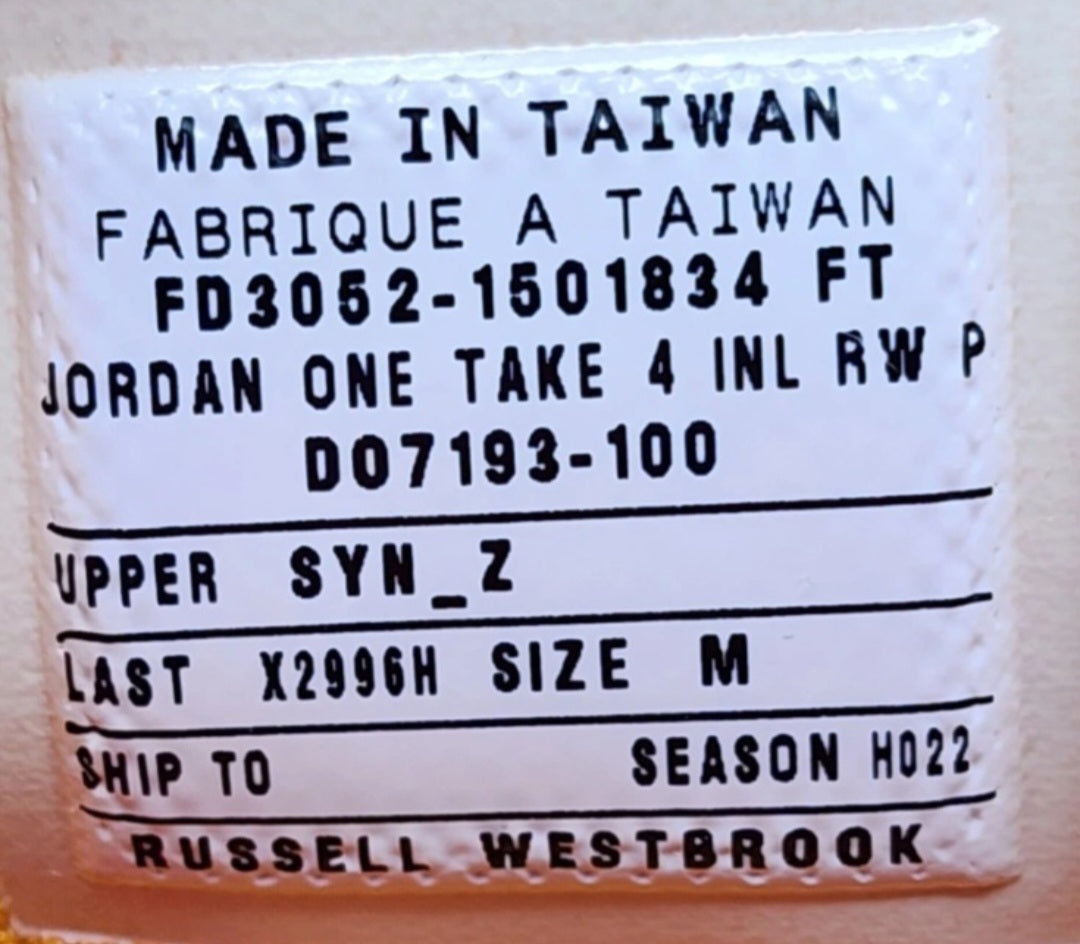 MADE IN TAIWAN
FABRIQUE A TAIWAN
FD3052-1501834 FT
JORDAN ONE TAKE 4 INL RW P
DO7193-100
UPPER SYN_Z
LAST X2996H SIZE M
SHIP TO SEASON HO22
RUSSELL WESTBROOK